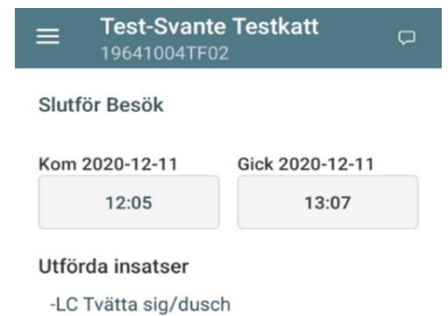 Test-Svante Testkatt
19641004TF02
Slutför Besök
Kom 2020-12-11 Gick 2020-12-11
12:05 13:07
Utförda insatser
-LC Tvätta sig/dusch